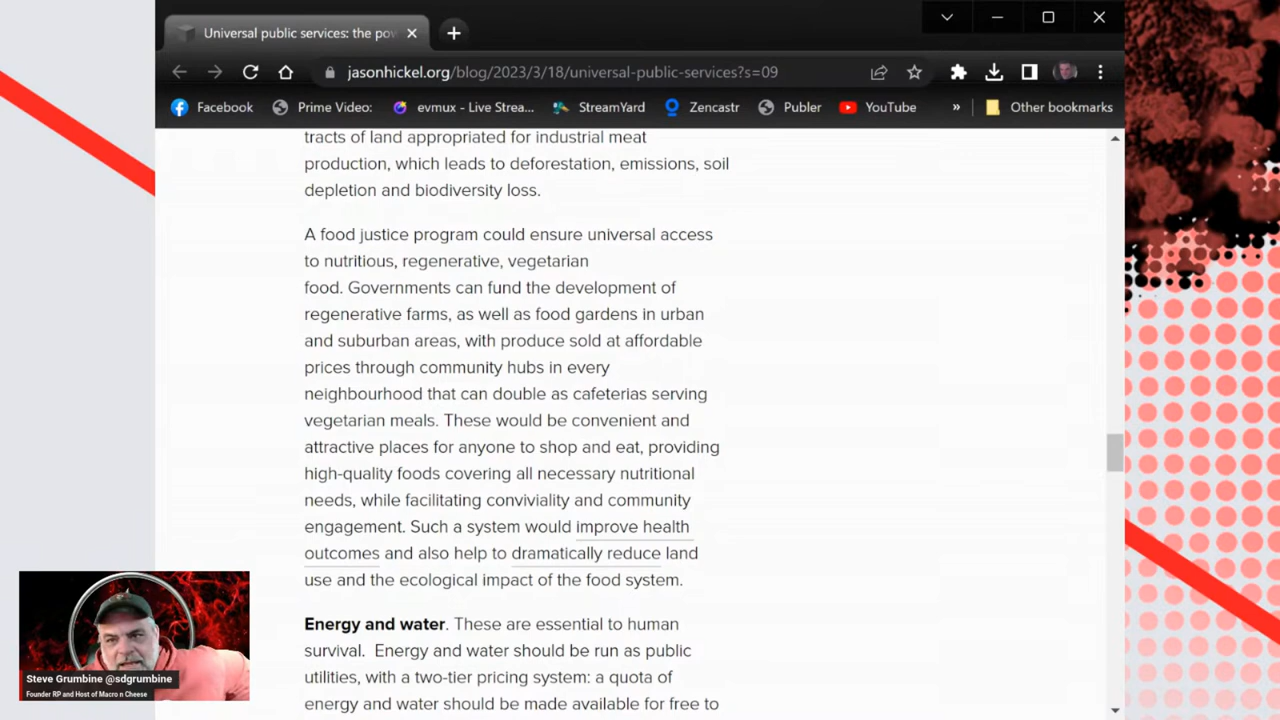 Universal public services: the pov
jasonhickel.org/blog/2023/3/18/universal-public-services?s=09
Facebook
Prime Video:
evmux - Live Strea...
StreamYard
Zencastr
Publer
YouTube
»
Other bookmarks
tracts of land appropriated for industrial meat
production, which leads to deforestation, emissions, soil
depletion and biodiversity loss.
A food justice program could ensure universal access
to nutritious, regenerative, vegetarian
food. Governments can fund the development of
regenerative farms, as well as food gardens in urban
and suburban areas, with produce sold at affordable
prices through community hubs in every
neighbourhood that can double as cafeterias serving
vegetarian meals. These would be convenient and
attractive places for anyone to shop and eat, providing
high-quality foods covering all necessary nutritional
needs, while facilitating conviviality and community
engagement. Such a system would improve health
outcomes and also help to dramatically reduce land
use and the ecological impact of the food system.
Energy and water. These are essential to human
survival. Energy and water should be run as public
utilities, with a two-tier pricing system: a quota of
energy and water should be made available for free to
Steve Grumbine @sdgrumbine
Founder RP and Host of Macro n Cheese